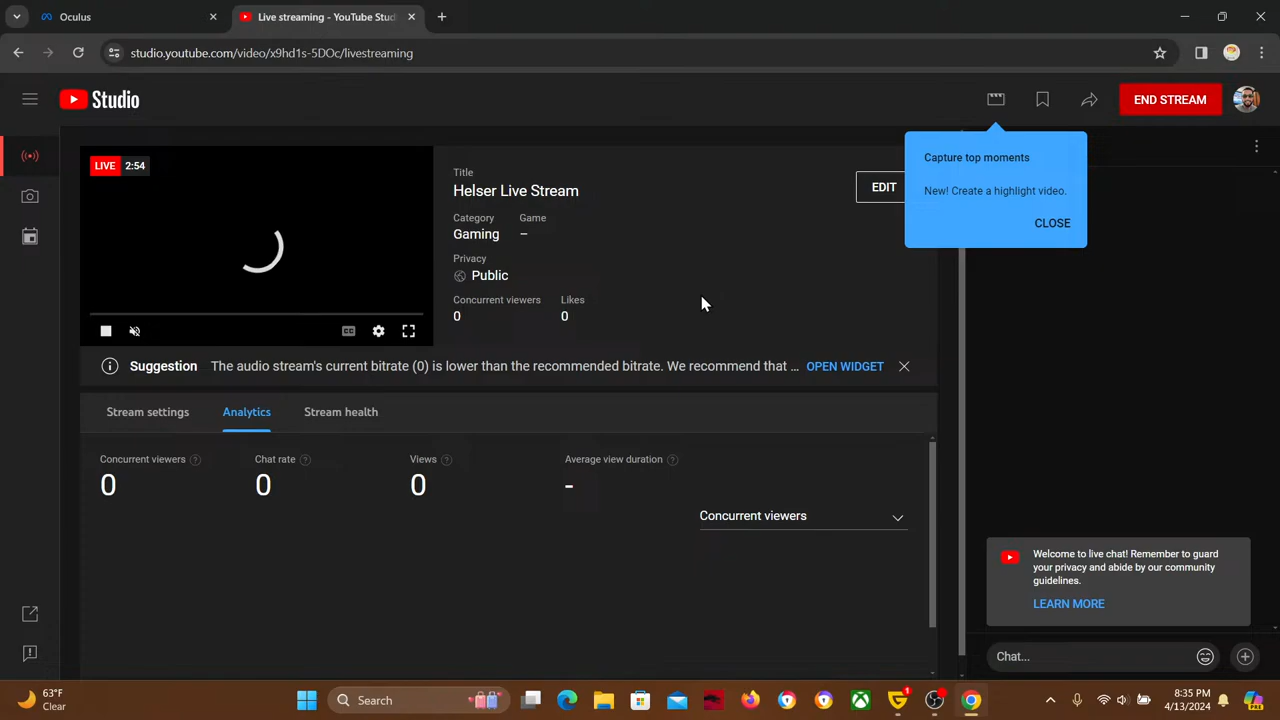 Oculus
Live streaming - YouTube Stud
studio.youtube.com/video/x9hd1s-5DOc/livestreaming
Studio
END STREAM
LIVE 2:54
Title
Helser Live Stream
EDIT
Category Game
Gaming –
Privacy
Public
Concurrent viewers Likes
0 0
Capture top moments
New! Create a highlight video.
CLOSE
Suggestion The audio stream's current bitrate (0) is lower than the recommended bitrate. We recommend that ... OPEN WIDGET
Stream settings Analytics Stream health
Concurrent viewers Chat rate Views Average view duration
0 0 0 -
Concurrent viewers
Welcome to live chat! Remember to guard
your privacy and abide by our community
guidelines.
LEARN MORE
Chat...
63°F
Clear
Search
1
8:35 PM
4/13/2024